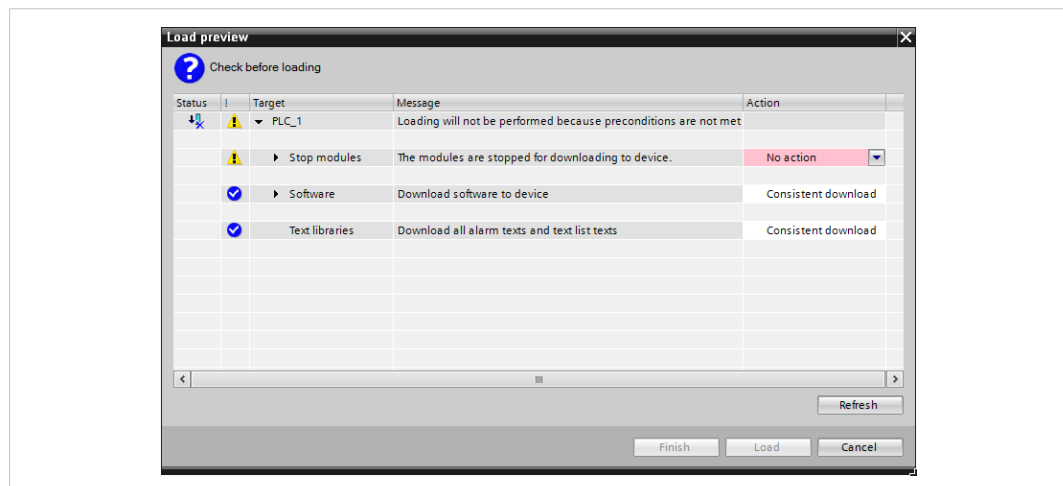 Load preview
Check before loading
Status ! Target Message Action
PLC_1 Loading will not be performed because preconditions are not met
Stop modules The modules are stopped for downloading to device. No action
Software Download software to device Consistent download
Text libraries Download all alarm texts and text list texts Consistent download
Refresh
Finish Load Cancel